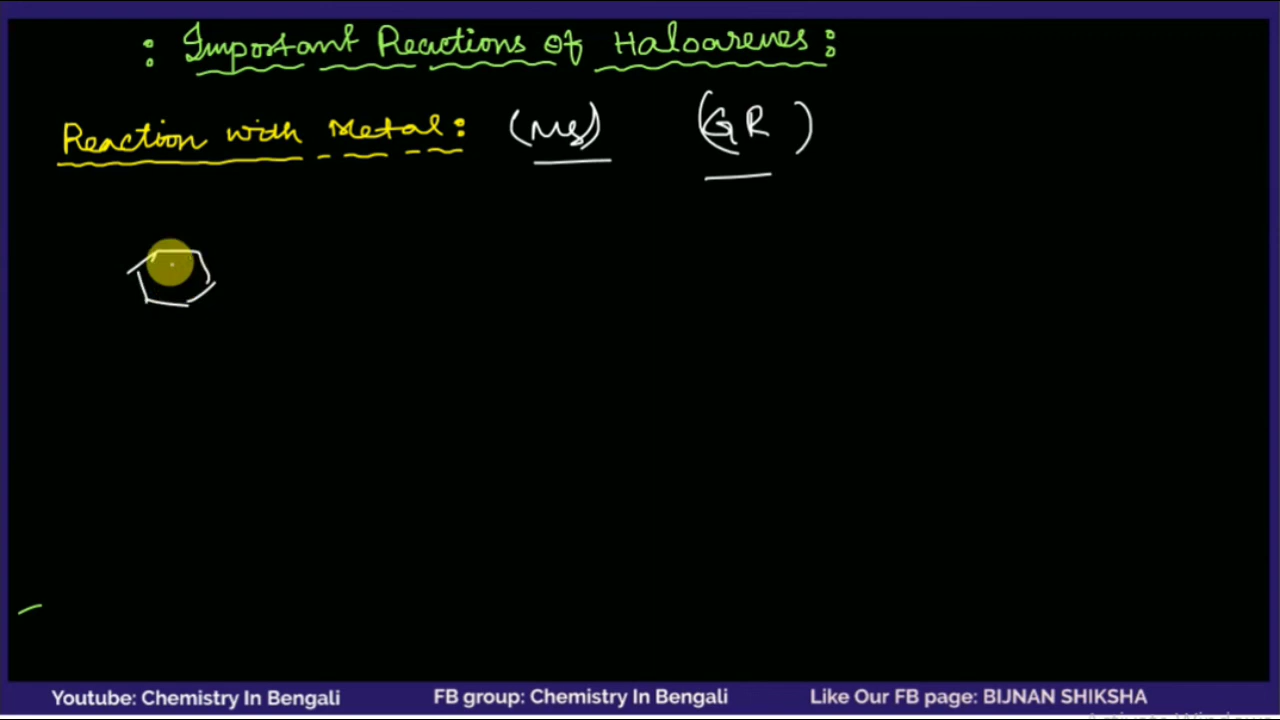 : Important Reactions of Haloarenes :
Reaction with Metal : (Mg) (GR)
Youtube: Chemistry In Bengali FB group: Chemistry In Bengali Like Our FB page: BIJNAN SHIKSHA